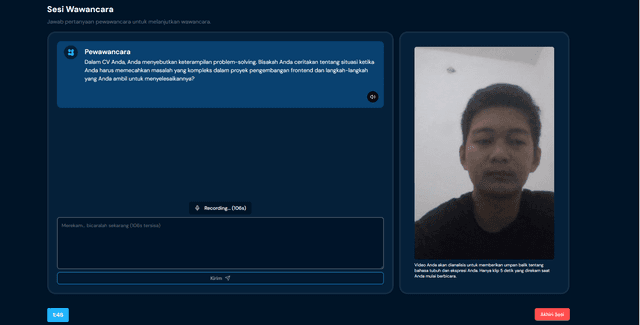 Sesi Wawancara
Jawab pertanyaan pewawancara untuk melanjutkan wawancara.
Pewawancara
Dalam CV Anda, Anda menyebutkan keterampilan problem-solving. Bisakah Anda ceritakan tentang situasi ketika
Anda harus memecahkan masalah yang kompleks dalam proyek pengembangan frontend dan langkah-langkah
yang Anda ambil untuk menyelesaikannya?
Recording... (106s)
Merekam... bicaralah sekarang (106s tersisa)
Kirim
Video Anda akan dianalisis untuk memberikan umpan balik tentang
bahasa tubuh dan ekspresi Anda. Hanya klip 5 detik yang direkam saat
Anda mulai berbicara.
Akhiri Sesi